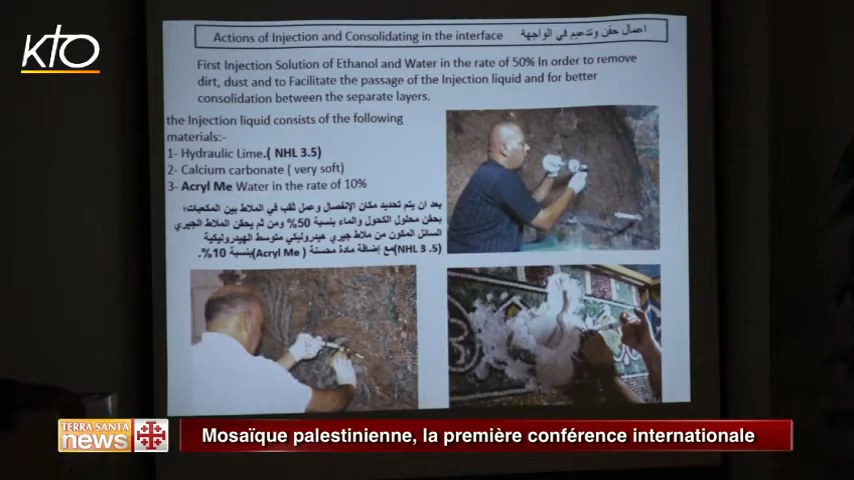 KTO
Actions of Injection and Consolidating in the interface اعمال حقن وتدعيم في الواجهة
First Injection Solution of Ethanol and Water in the rate of 50% In order to remove
dirt, dust and to Facilitate the passage of the Injection liquid and for better
consolidation between the separate layers.
the Injection liquid consists of the following
materials:-
1- Hydraulic Lime.( NHL 3.5)
2- Calcium carbonate ( very soft)
3- Acryl Me Water in the rate of 10%
بعد ان يتم تحديد مكان الإنفصال وعمل ثقب في الملاط بين المكعبات؛
بحقن محلول الكحول والماء بنسبة 50% ومن ثم يحقن الملاط الجيري
السائل المكون من ملاط جيري هيدروليكي متوسط الهيدروليكية
(NHL 3 .5)مع إضافة مادة محسنة ( Acryl Me)بنسبة 10%.
TERRA SANTA
news
Mosaïque palestinienne, la première conférence internationale